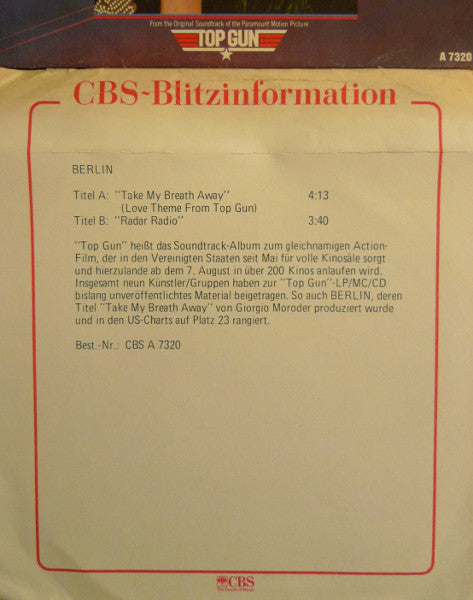 From the Original Soundtrack of the Paramount Motion Picture
TOP GUN
A 7320
CBS~Blitzinformation
BERLIN
Titel A: "Take My Breath Away" 4:13
(Love Theme From Top Gun)
Titel B: "Radar Radio" 3:40
"Top Gun" heißt das Soundtrack-Album zum gleichnamigen Action-
Film, der in den Vereinigten Staaten seit Mai für volle Kinosäle sorgt
und hierzulande ab dem 7. August in über 200 Kinos anlaufen wird.
Insgesamt neun Künstler/Gruppen haben zur "Top Gun"-LP/MC/CD
bislang unveröffentlichtes Material beigetragen. So auch BERLIN, deren
Titel "Take My Breath Away" von Giorgio Moroder produziert wurde
und in den US-Charts auf Platz 23 rangiert.
Best.-Nr.: CBS A 7320
CBS
The Family of Music